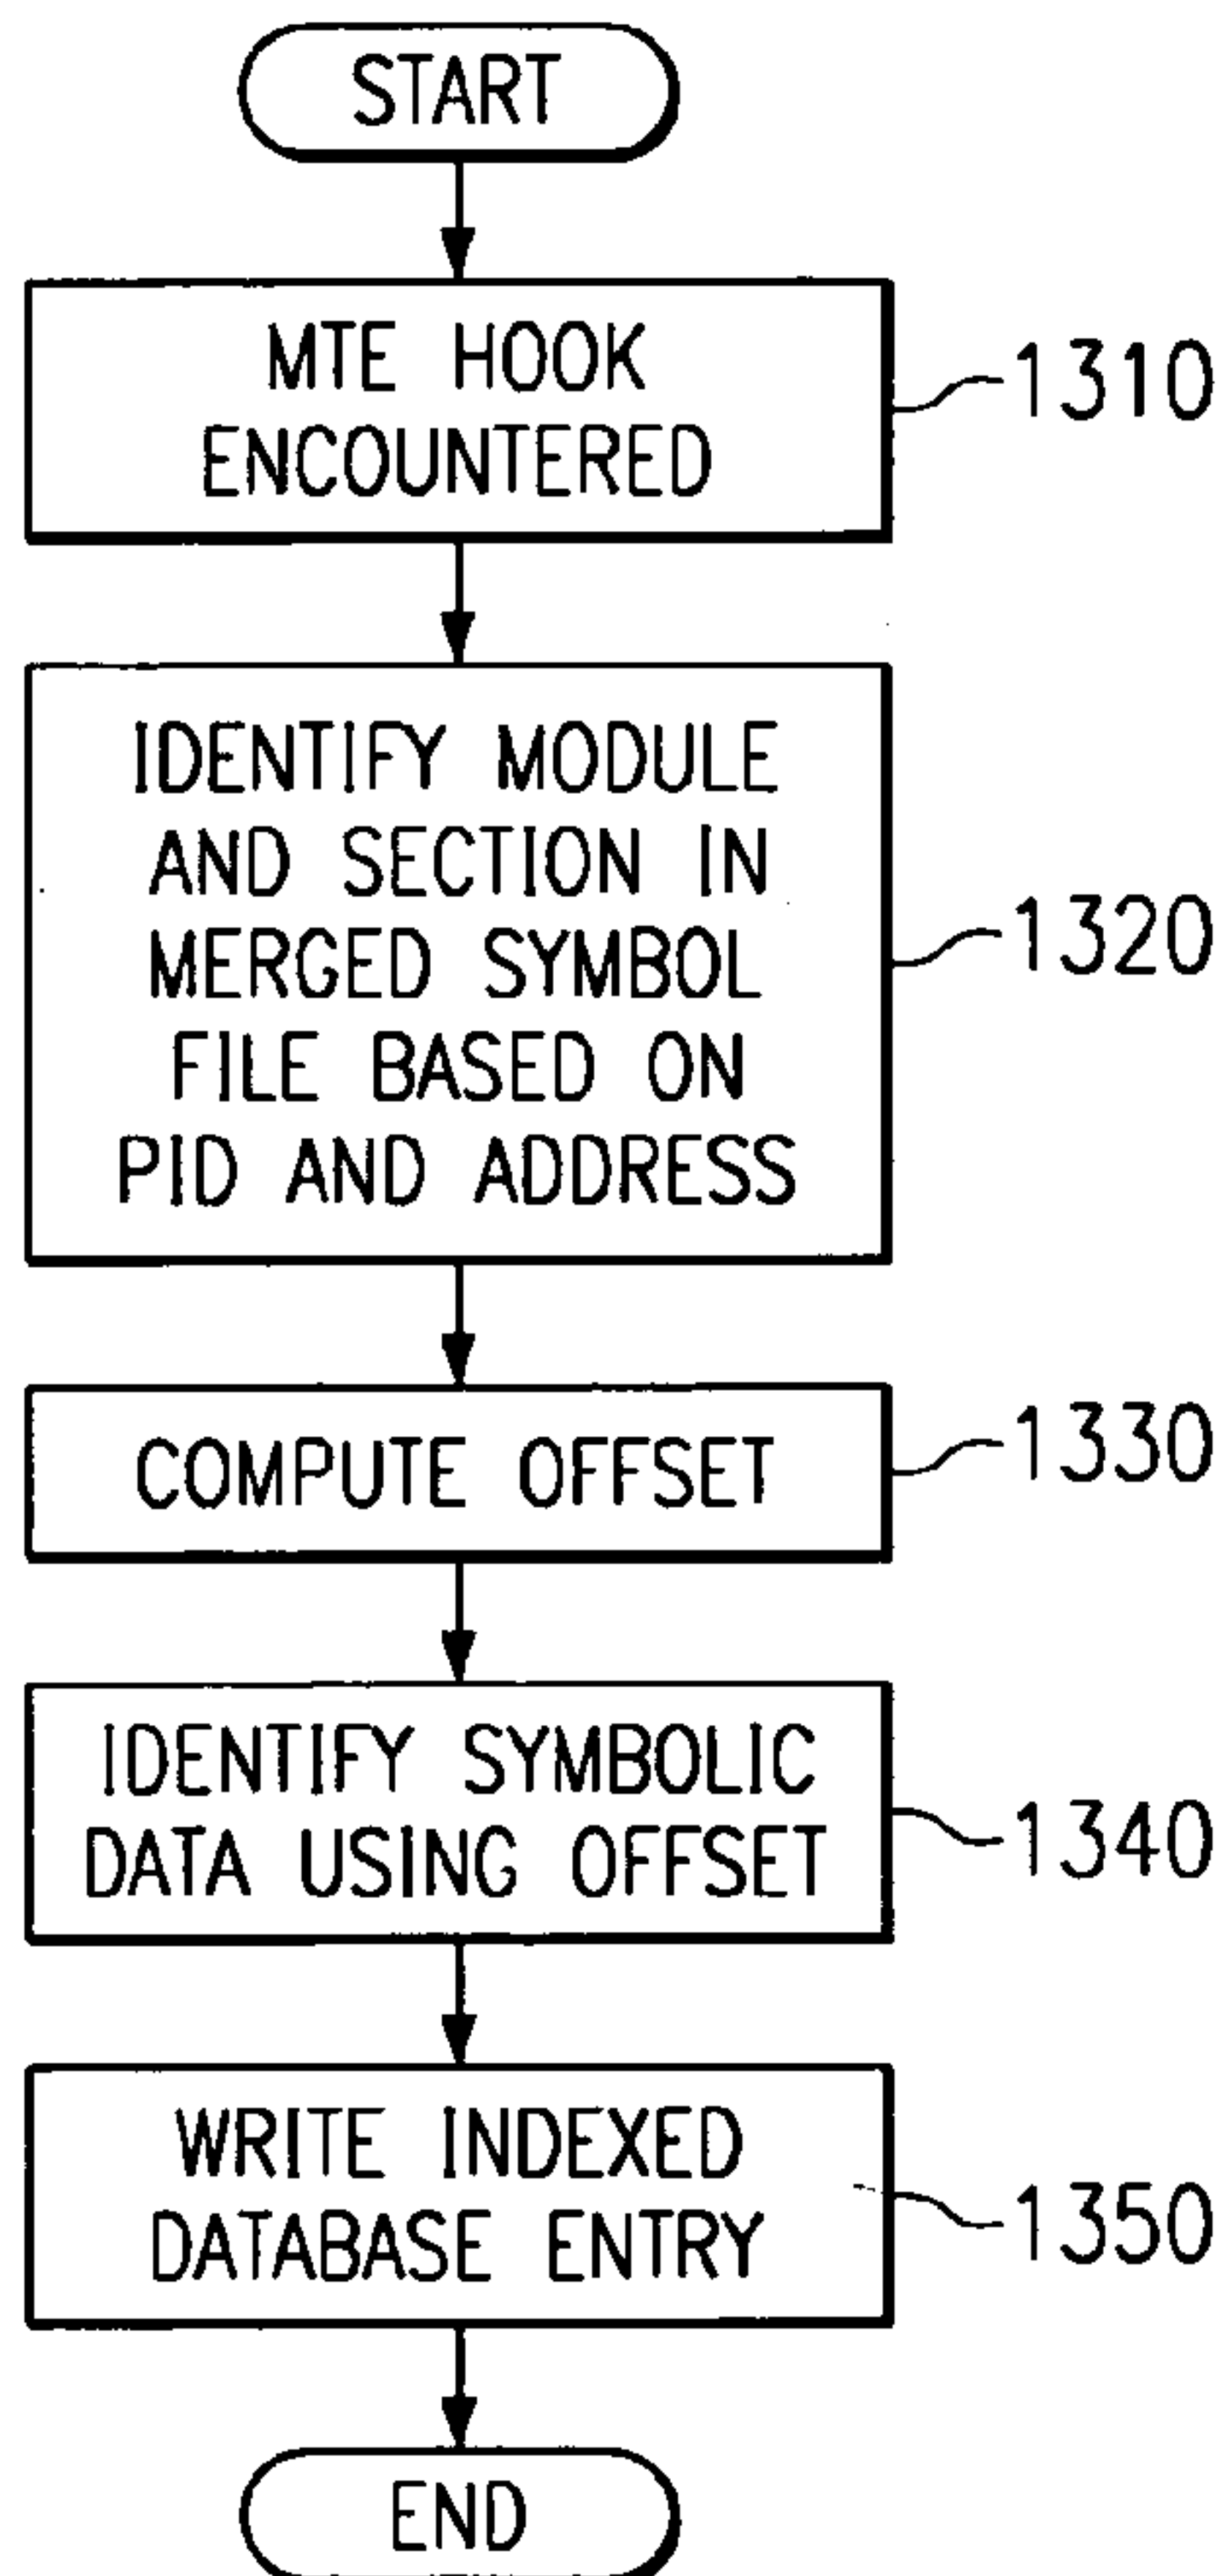 START
MTE HOOK
ENCOUNTERED
1310
IDENTIFY MODULE
AND SECTION IN
MERGED SYMBOL
FILE BASED ON
PID AND ADDRESS
1320
COMPUTE OFFSET
1330
IDENTIFY SYMBOLIC
DATA USING OFFSET
1340
WRITE INDEXED
DATABASE ENTRY
1350
END